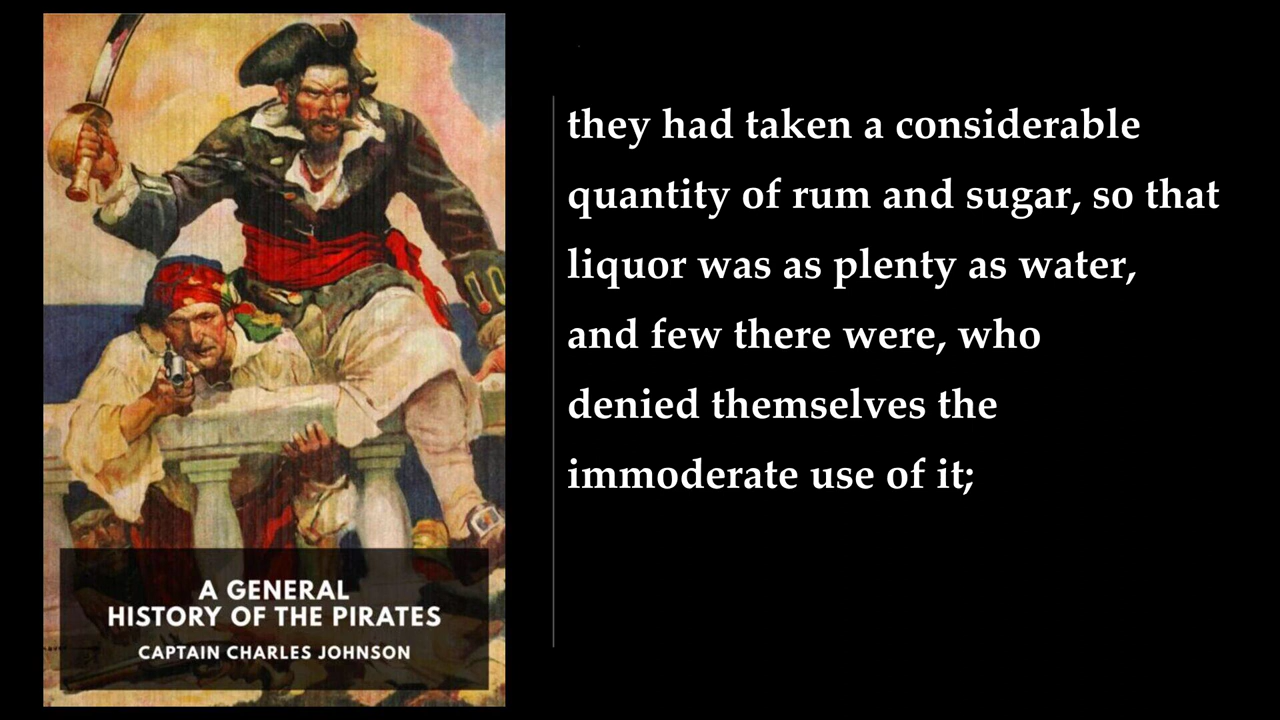 they had taken a considerable
quantity of rum and sugar, so that
liquor was as plenty as water,
and few there were, who
denied themselves the
immoderate use of it;
A GENERAL
HISTORY OF THE PIRATES
CAPTAIN CHARLES JOHNSON